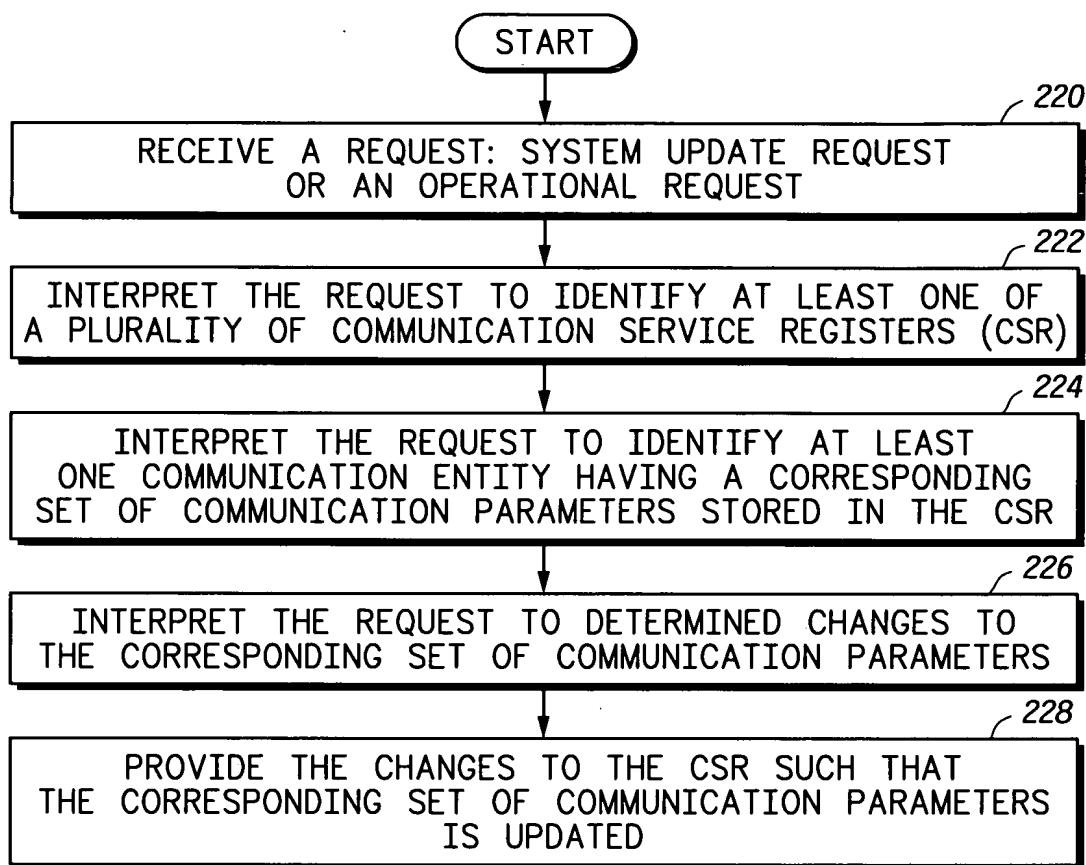 START
220
RECEIVE A REQUEST: SYSTEM UPDATE REQUEST
OR AN OPERATIONAL REQUEST
222
INTERPRET THE REQUEST TO IDENTIFY AT LEAST ONE OF
A PLURALITY OF COMMUNICATION SERVICE REGISTERS (CSR)
224
INTERPRET THE REQUEST TO IDENTIFY AT LEAST
ONE COMMUNICATION ENTITY HAVING A CORRESPONDING
SET OF COMMUNICATION PARAMETERS STORED IN THE CSR
226
INTERPRET THE REQUEST TO DETERMINED CHANGES TO
THE CORRESPONDING SET OF COMMUNICATION PARAMETERS
228
PROVIDE THE CHANGES TO THE CSR SUCH THAT
THE CORRESPONDING SET OF COMMUNICATION PARAMETERS
IS UPDATED